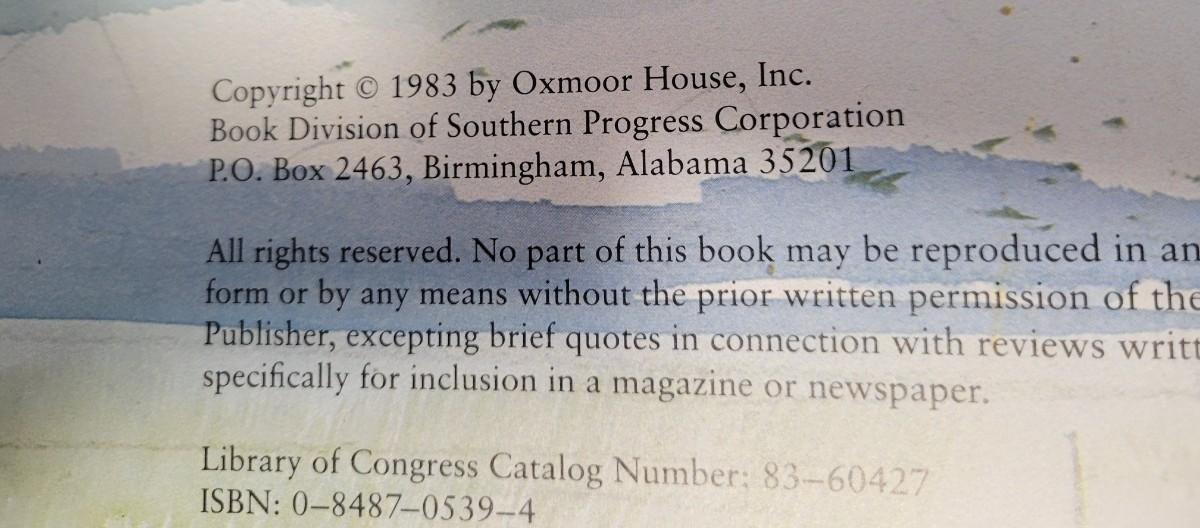 Copyright © 1983 by Oxmoor House, Inc.
Book Division of Southern Progress Corporation
P.O. Box 2463, Birmingham, Alabama 35201
All rights reserved. No part of this book may be reproduced in an
form or by any means without the prior written permission of the
Publisher, excepting brief quotes in connection with reviews writt
specifically for inclusion in a magazine or newspaper.
Library of Congress Catalog Number: 83–60427
ISBN: 0–8487–0539–4